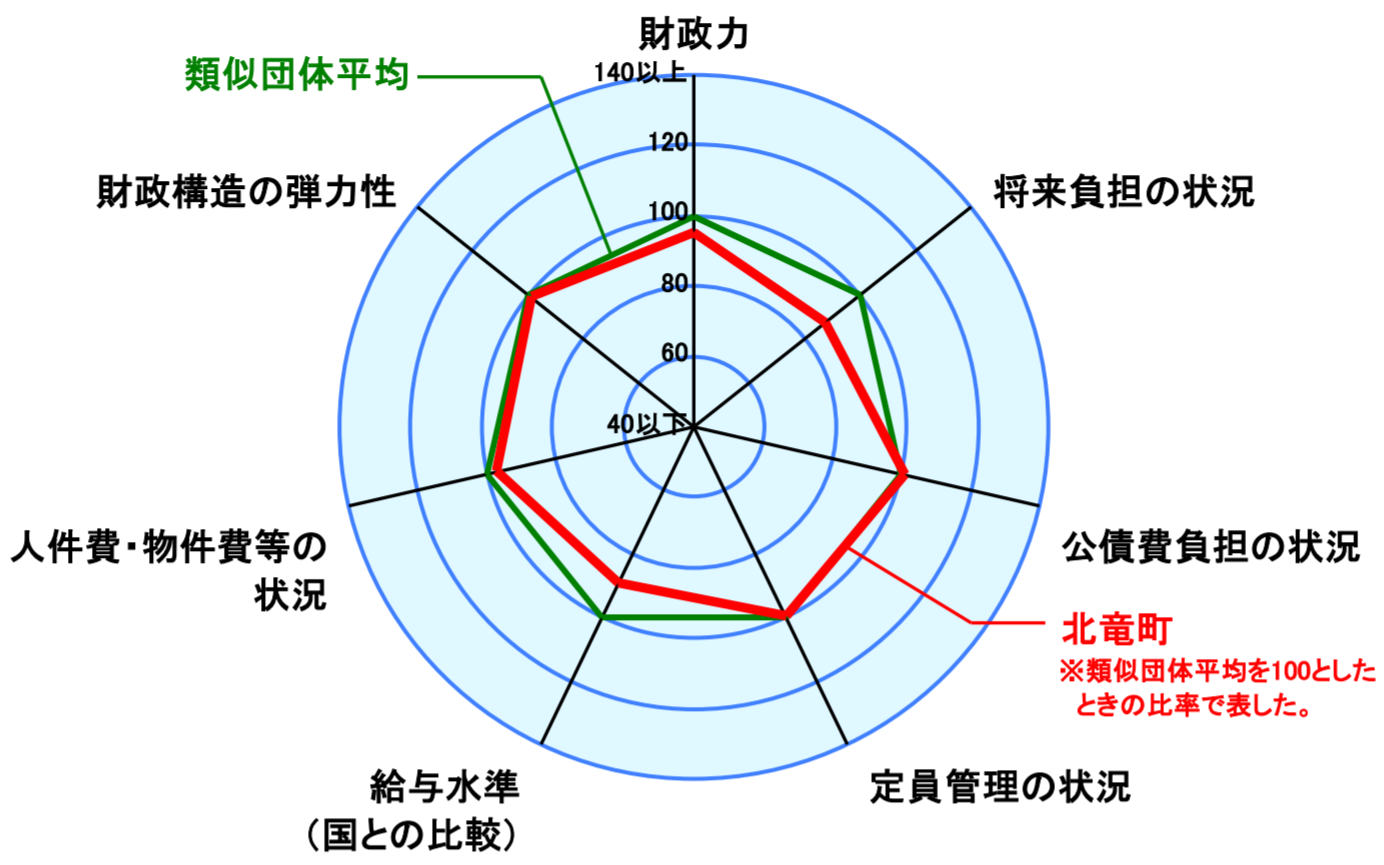 財政力
類似団体平均
140以上
120
100
80
60
40以下
財政構造の弾力性
将来負担の状況
人件費・物件費等の
状況
公債費負担の状況
北竜町
※類似団体平均を100とした
ときの比率で表した。
給与水準
（国との比較）
定員管理の状況